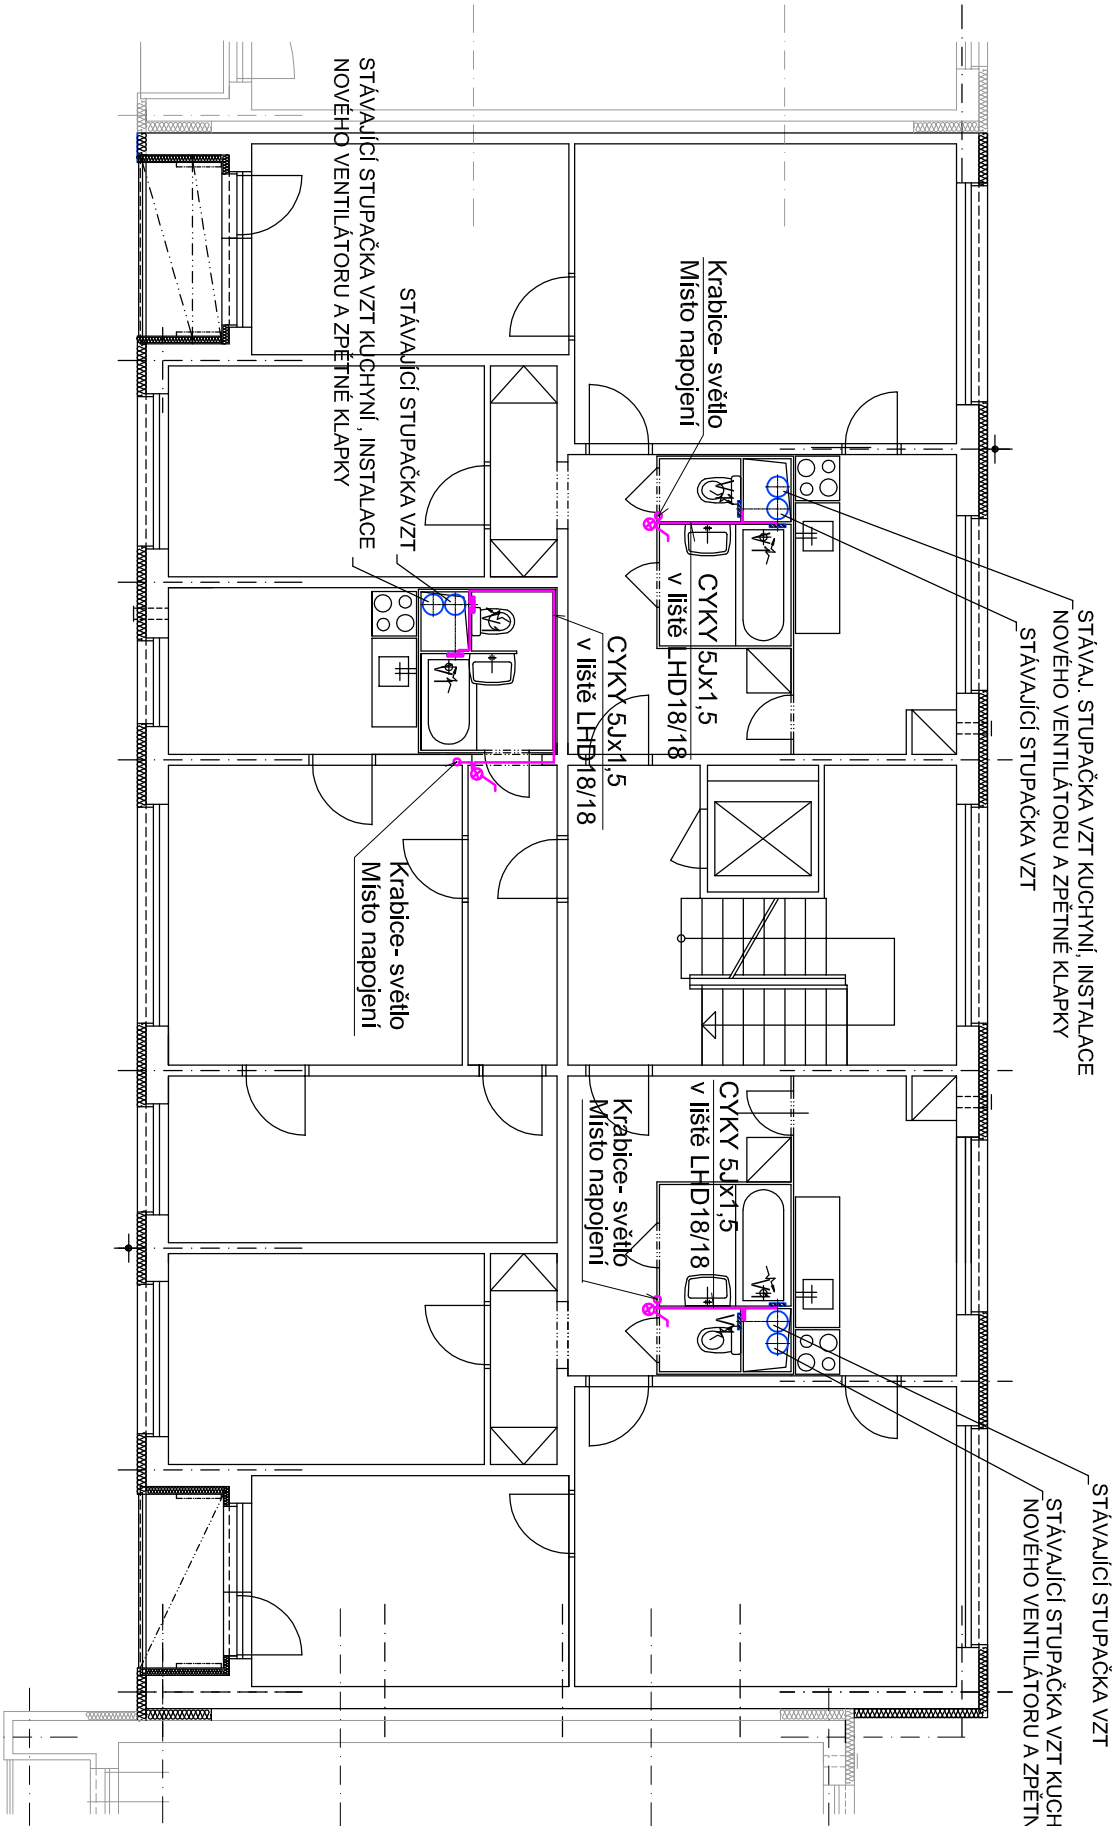 STÁVAJÍCÍ STUPAČKA VZT KUCHYNÍ , INSTALACE
NOVÉHO VENTILÁTORU A ZPĚTNÉ KLAPKY
STÁVAJÍCÍ STUPAČKA VZT
Krabice- světlo
Místo napojení
CYKY 5Jx1,5
v liště LHD18/18
STÁVAJ. STUPAČKA VZT KUCHYNÍ, INSTALACE
NOVÉHO VENTILÁTORU A ZPĚTNÉ KLAPKY
STÁVAJÍCÍ STUPAČKA VZT
CYKY 5Jx1,5
v liště LHD18/18
Krabice- světlo
Místo napojení
CYKY 5Jx1,5
v liště LHD18/18
Krabice- světlo
Místo napojení
STÁVAJÍCÍ STUPAČKA VZT
STÁVAJÍCÍ STUPAČKA VZT KUCH
NOVÉHO VENTILÁTORU A ZPĚTN